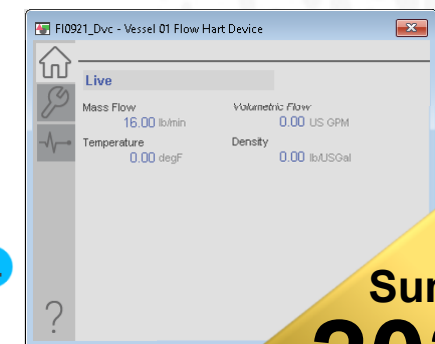 FI0921_Dvc - Vessel 01 Flow Hart Device
Live
Mass Flow Volumetric Flow
16.00 lb/min 0.00 US GPM
Temperature Density
0.00 degF 0.00 lb/USGal
?